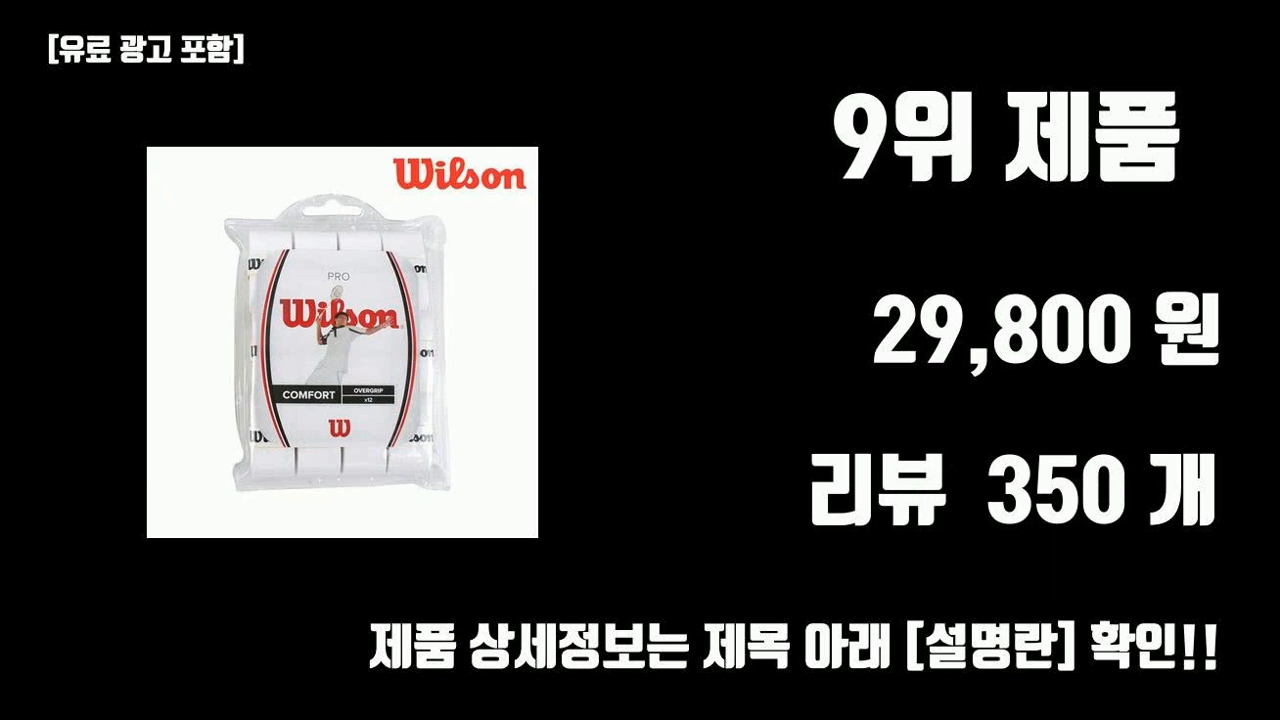 [유료 광고 포함]
9위 제품
Wilson
PRO
Wilson
COMFORT
OVERGRIP
x12
W
29,800 원
리뷰 350 개
제품 상세정보는 제목 아래 [설명란] 확인!!